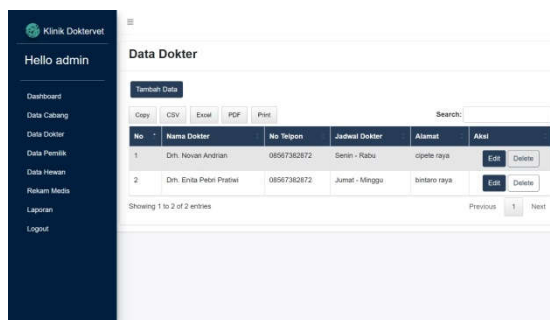 Klinik Doktervet
Hello admin
Dashboard
Data Cabang
Data Dokter
Data Pemilik
Data Hewan
Rekam Medis
Laporan
Logout
Data Dokter
Tambah Data
Copy CSV Excel PDF Print Search:
No Nama Dokter No Telpon Jadwal Dokter Alamat Aksi
1 Drh. Novan Andrian 08567382872 Senin - Rabu cipete raya Edit Delete
2 Drh. Enita Pebri Pratiwi 08567382872 Jumat - Minggu bintaro raya Edit Delete
Showing 1 to 2 of 2 entries Previous 1 Next